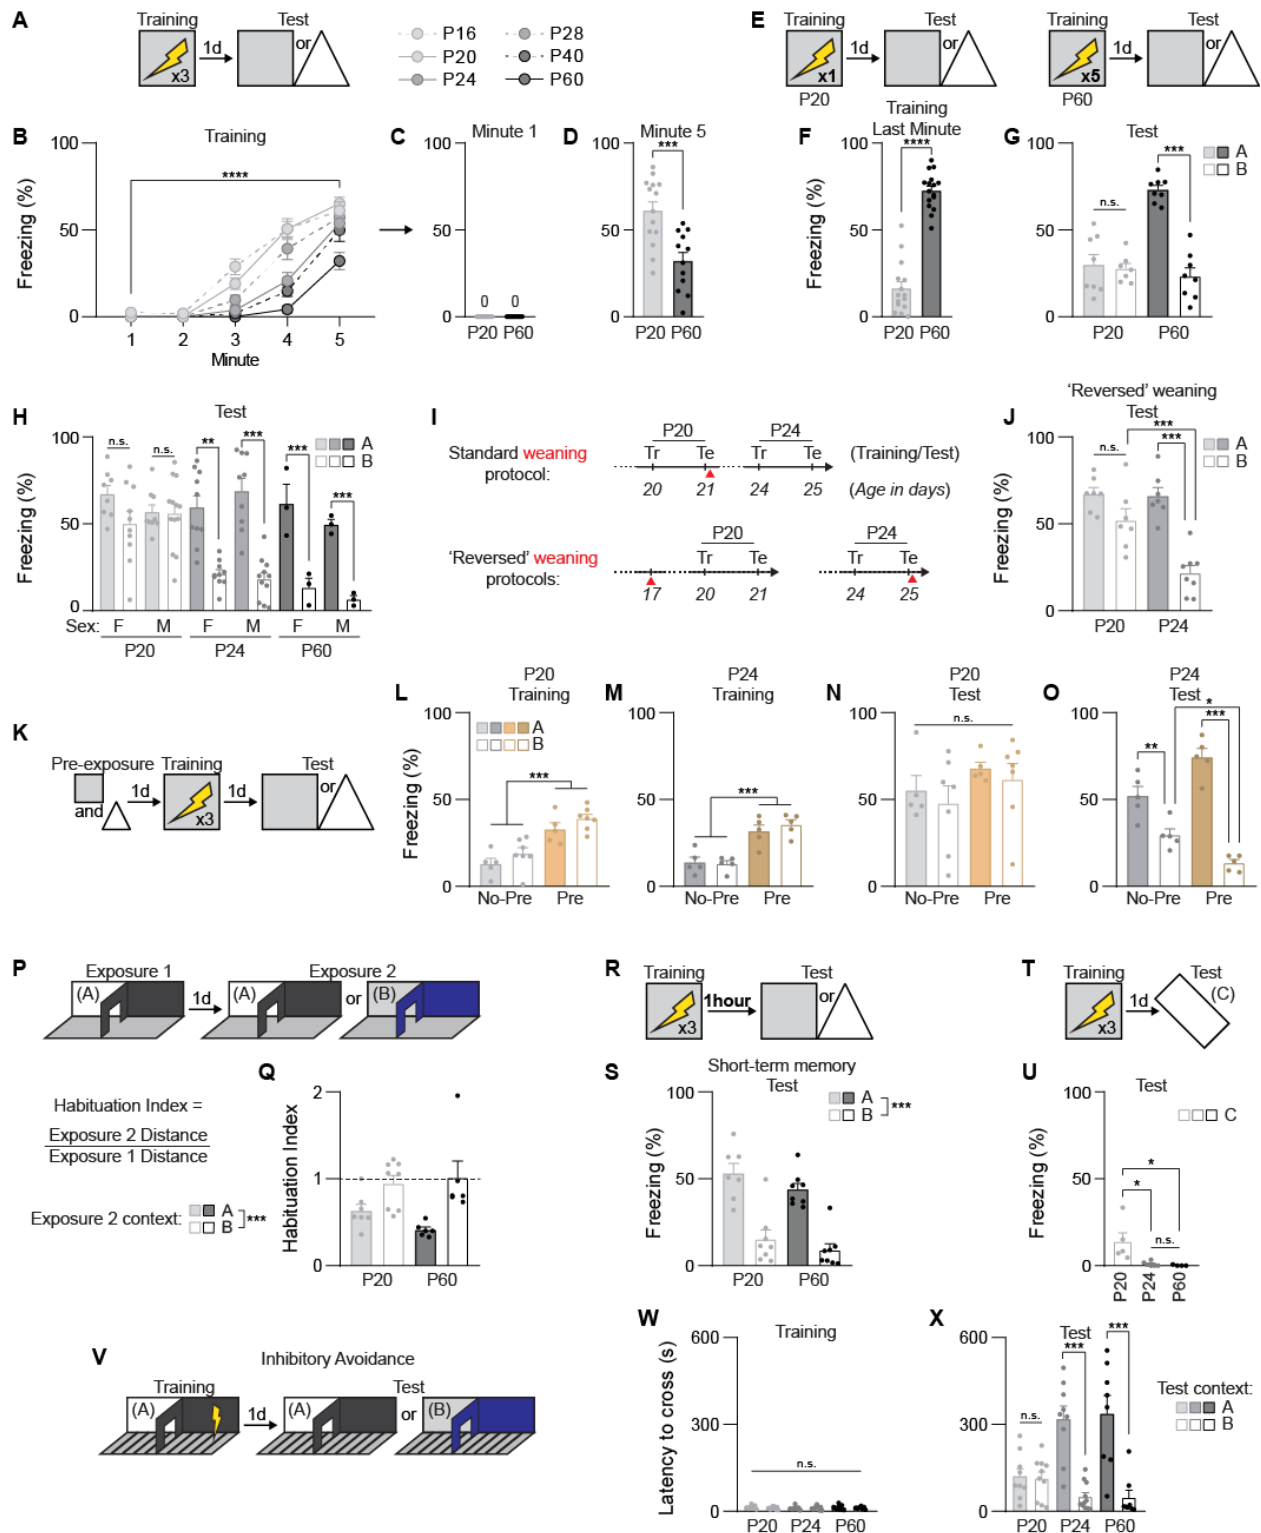 A
Training
Test
x3
1d
or
P16
P20
P24
P28
P40
P60
E
Training
Test
x1
1d
or
P20
Training
Test
x5
1d
or
P60
B
Training
Freezing (%)
100
50
0
****
1 2 3 4 5
Minute
C
Minute 1
100
50
0
0 0
P20 P60
D
Minute 5
100
50
0
***
P20 P60
F
Training
Last Minute
Freezing (%)
100
50
0
****
P20 P60
G
Test
100
50
0
n.s.
***
A
B
P20 P60
H
Test
Freezing (%)
100
50
0
n.s.
n.s.
**
***
***
***
A
B
Sex: F M F M F M
P20 P24 P60
I
Standard weaning
protocol:
P20 P24
Tr Te Tr Te
20 21 24 25
(Training/Test)
(Age in days)
‘Reversed’ weaning
protocols:
P20 P24
Tr Te Tr Te
17 20 21 24 25
J
‘Reversed’ weaning
Test
Freezing (%)
100
50
0
n.s.
***
***
A
B
P20 P24
K
Pre-exposure
Training
Test
and
1d
x3
1d
or
L
P20
Training
Freezing (%)
100
50
0
A
B
***
No-Pre Pre
M
P24
Training
100
50
0
***
No-Pre Pre
N
P20
Test
100
50
0
n.s.
No-Pre Pre
O
P24
Test
100
50
0
**
*
***
No-Pre Pre
P
Exposure 1
Exposure 2
(A)
1d
(A)
or
(B)
Habituation Index =
Exposure 2 Distance
Exposure 1 Distance
Exposure 2 context:
A
B
***
Q
Habituation Index
2
1
0
P20 P60
R
Training
Test
x3
1hour
or
S
Short-term memory
Test
Freezing (%)
100
50
0
A
B
***
P20 P60
T
Training
Test
x3
1d
(C)
U
Test
Freezing (%)
100
50
0
C
*
*
n.s.
P20 P24 P60
V
Inhibitory Avoidance
Training
Test
(A)
1d
(A)
or
(B)
W
Training
Latency to cross (s)
600
300
0
n.s.
P20 P24 P60
X
Test
600
300
0
n.s.
***
***
Test context:
A
B
P20 P24 P60